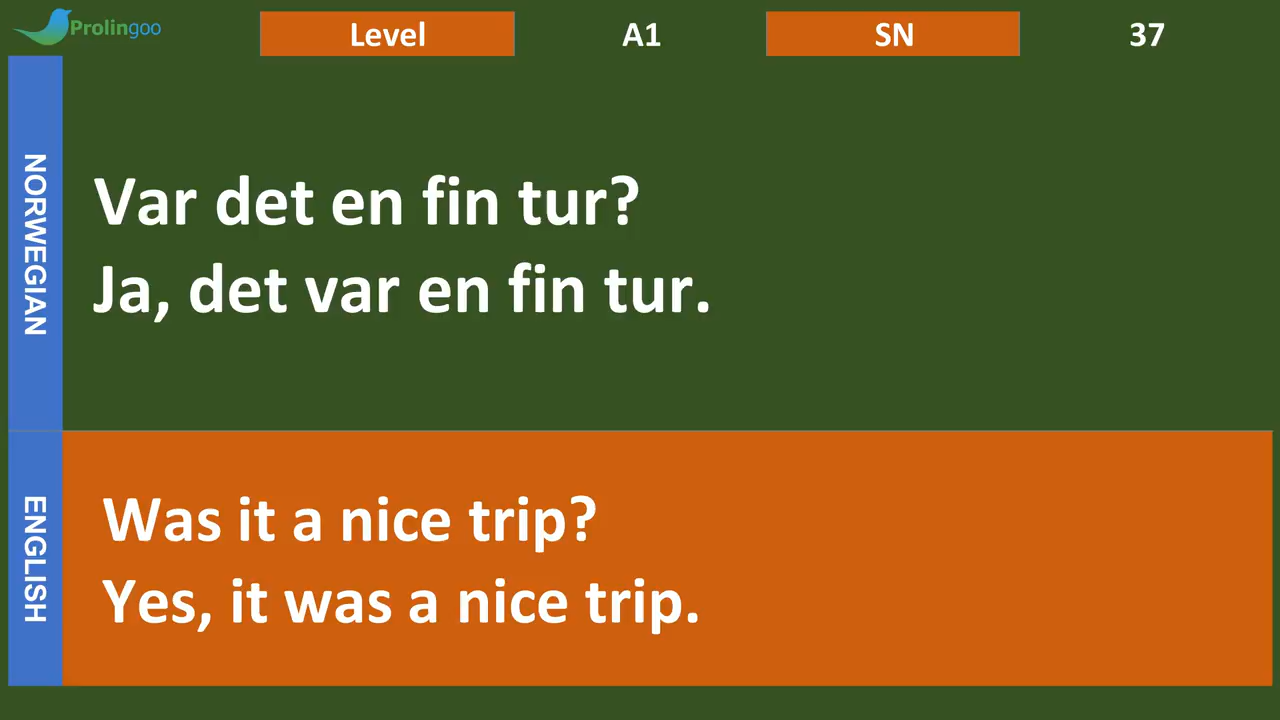 Prolingoo
Level A1 SN 37
NORWEGIAN
Var det en fin tur?
Ja, det var en fin tur.
ENGLISH
Was it a nice trip?
Yes, it was a nice trip.